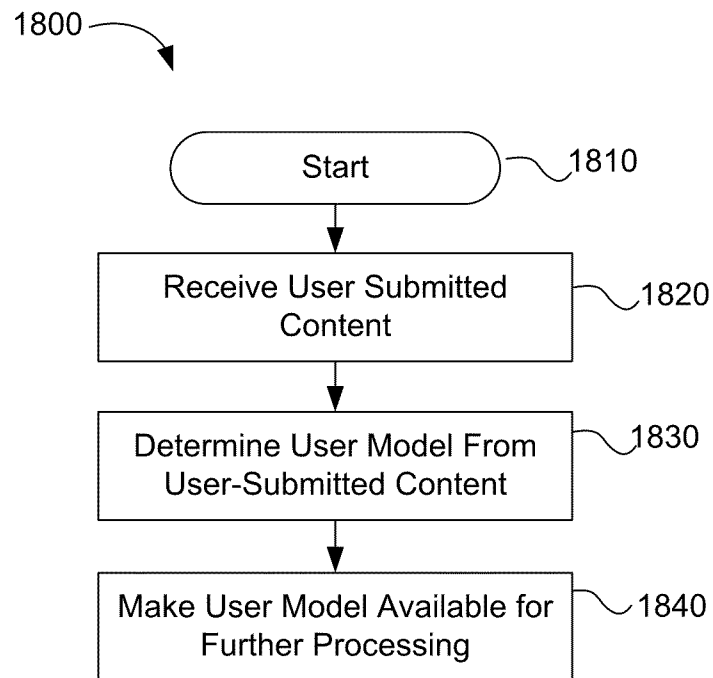 1800
Start
1810
Receive User Submitted
Content
1820
Determine User Model From
User-Submitted Content
1830
Make User Model Available for
Further Processing
1840